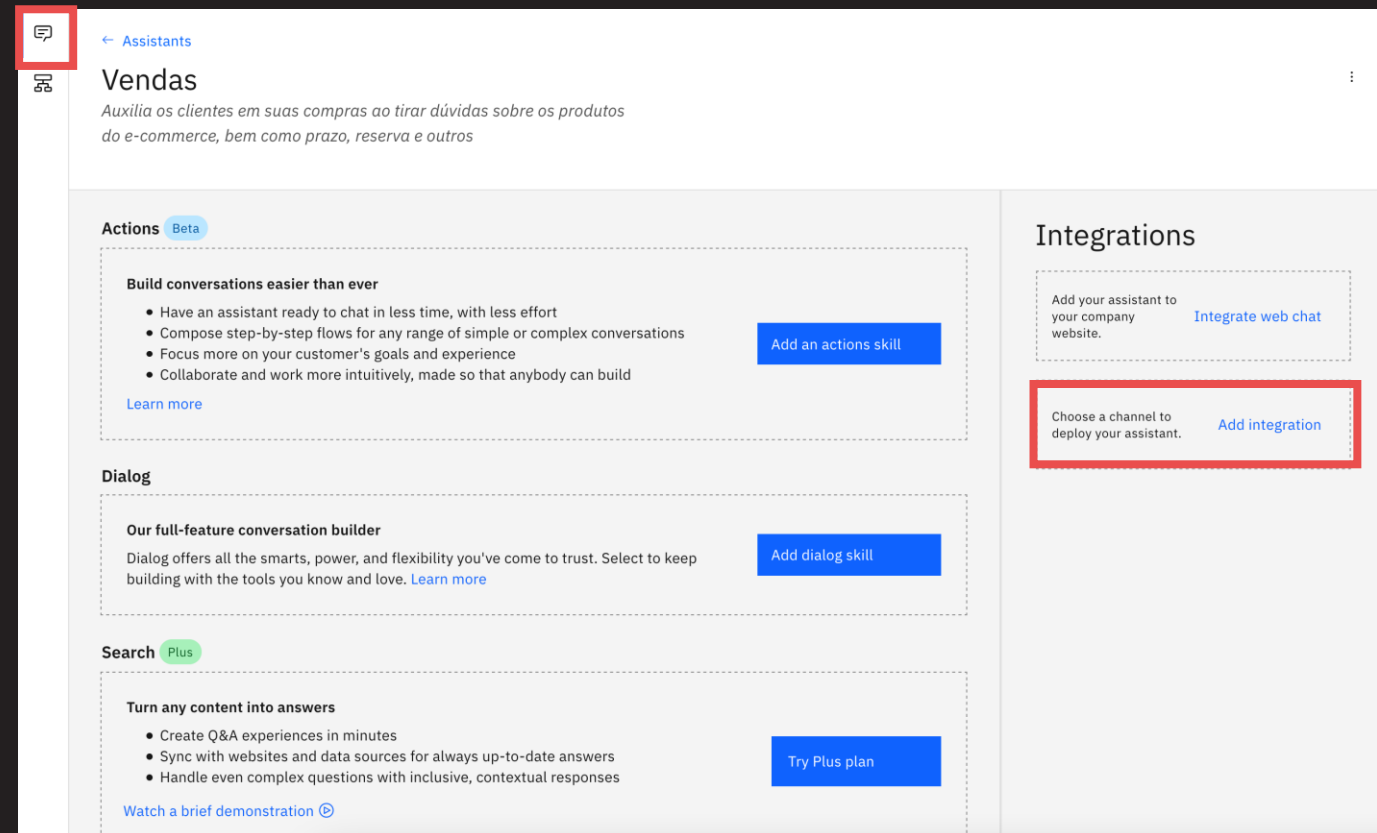 ← Assistants
Vendas
Auxilia os clientes em suas compras ao tirar dúvidas sobre os produtos
do e-commerce, bem como prazo, reserva e outros
Actions Beta
Build conversations easier than ever
• Have an assistant ready to chat in less time, with less effort
• Compose step-by-step flows for any range of simple or complex conversations
• Focus more on your customer's goals and experience
• Collaborate and work more intuitively, made so that anybody can build
Learn more
Add an actions skill
Dialog
Our full-feature conversation builder
Dialog offers all the smarts, power, and flexibility you've come to trust. Select to keep
building with the tools you know and love. Learn more
Add dialog skill
Search Plus
Turn any content into answers
• Create Q&A experiences in minutes
• Sync with websites and data sources for always up-to-date answers
• Handle even complex questions with inclusive, contextual responses
Watch a brief demonstration
Try Plus plan
Integrations
Add your assistant to
your company
website.
Integrate web chat
Choose a channel to
deploy your assistant.
Add integration